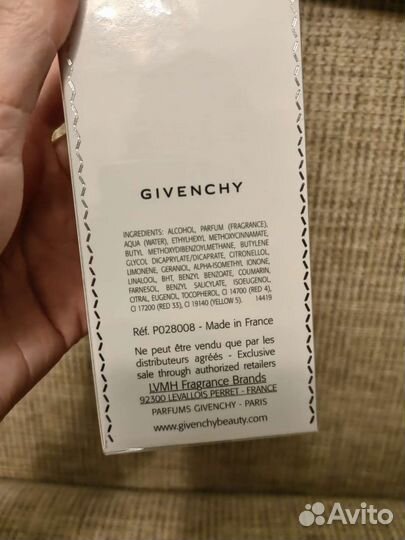 GIVENCHY
INGREDIENTS: ALCOHOL, PARFUM (FRAGRANCE),
AQUA (WATER), ETHYLHEXYL METHOXYCINNAMATE,
BUTYL METHOXYDIBENZOYLMETHANE, BUTYLENE
GLYCOL DICAPRYLATE/DICAPRATE, CITRONELLOL,
LIMONENE, GERANIOL, ALPHA-ISOMETHYL IONONE,
LINALOOL, BHT, BENZYL BENZOATE, COUMARIN,
FARNESOL, BENZYL SALICYLATE, ISOEUGENOL,
CITRAL, EUGENOL, TOCOPHEROL, CI 14700 (RED 4),
CI 17200 (RED 33), CI 19140 (YELLOW 5). 14419
Réf. P028008 - Made in France
Ne peut être vendu que par les
distributeurs agréés - Exclusive
sale through authorized retailers
LVMH Fragrance Brands
92300 LEVALLOIS PERRET - FRANCE
PARFUMS GIVENCHY - PARIS
www.givenchybeauty.com
Avito